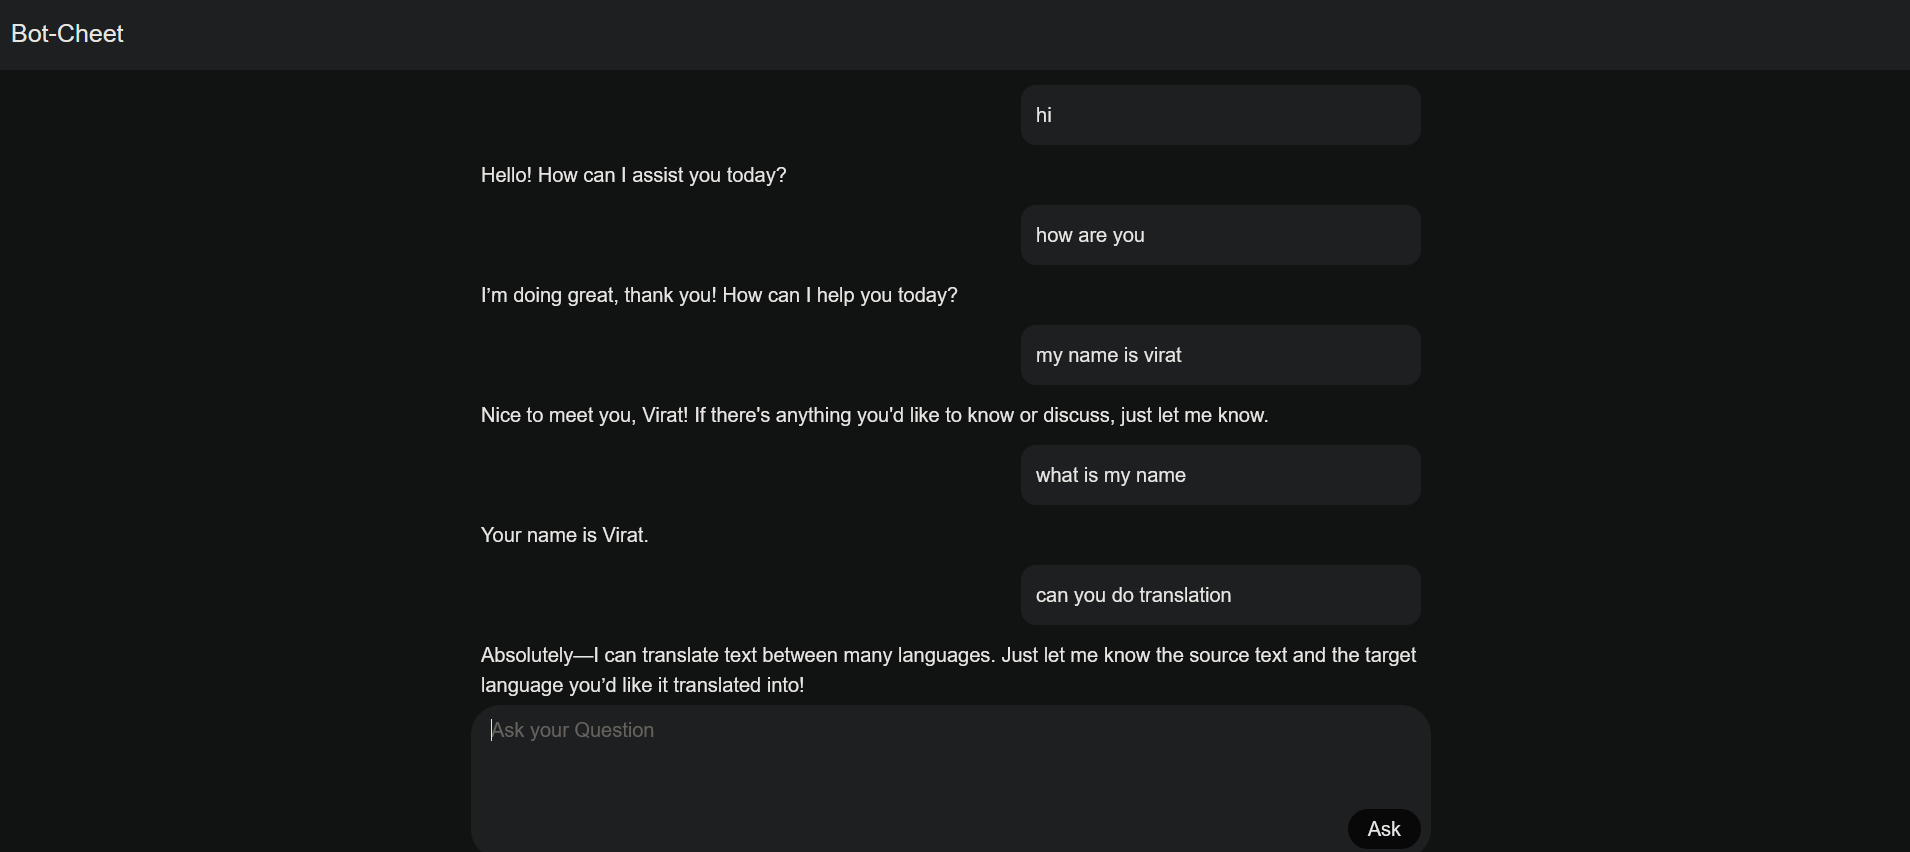 Bot-Cheet
hi
Hello! How can I assist you today?
how are you
I’m doing great, thank you! How can I help you today?
my name is virat
Nice to meet you, Virat! If there's anything you'd like to know or discuss, just let me know.
what is my name
Your name is Virat.
can you do translation
Absolutely—I can translate text between many languages. Just let me know the source text and the target
language you’d like it translated into!
Ask your Question
Ask